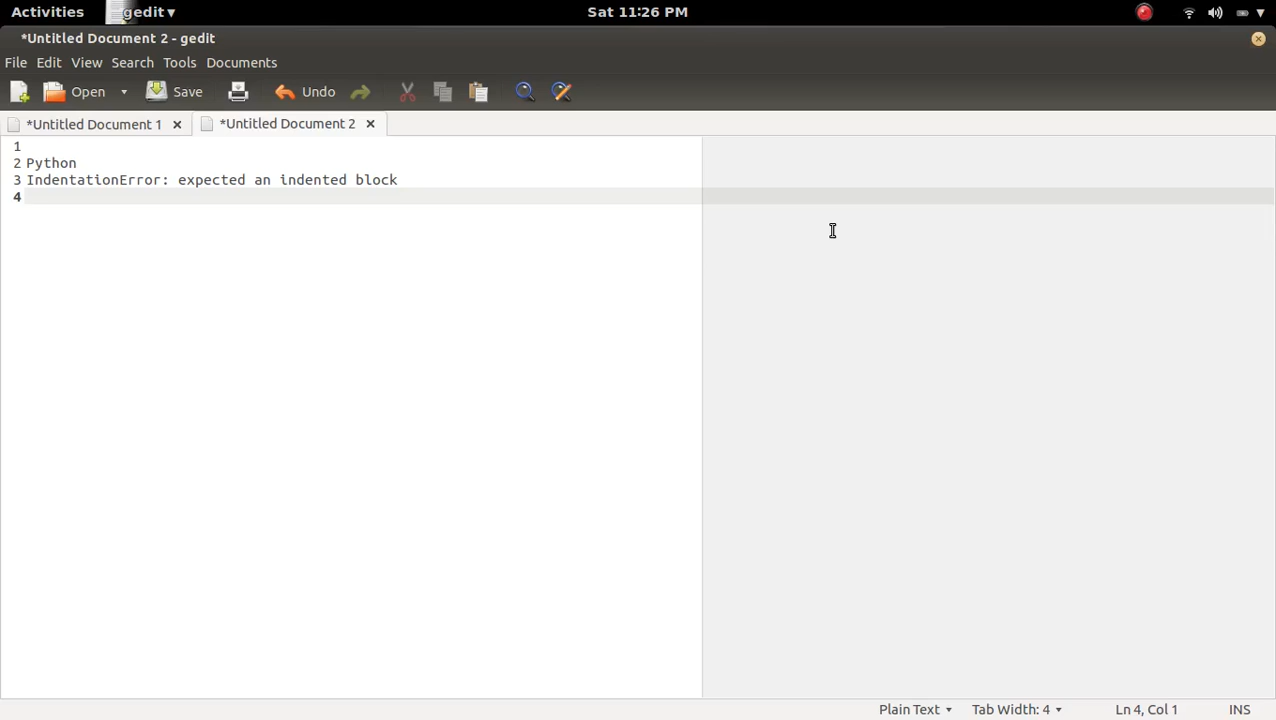 Activities gedit ▾ Sat 11:26 PM
*Untitled Document 2 - gedit
File Edit View Search Tools Documents
Open Save Undo
*Untitled Document 1 *Untitled Document 2
1
2 Python
3 IndentationError: expected an indented block
4
Plain Text Tab Width: 4 Ln 4, Col 1 INS